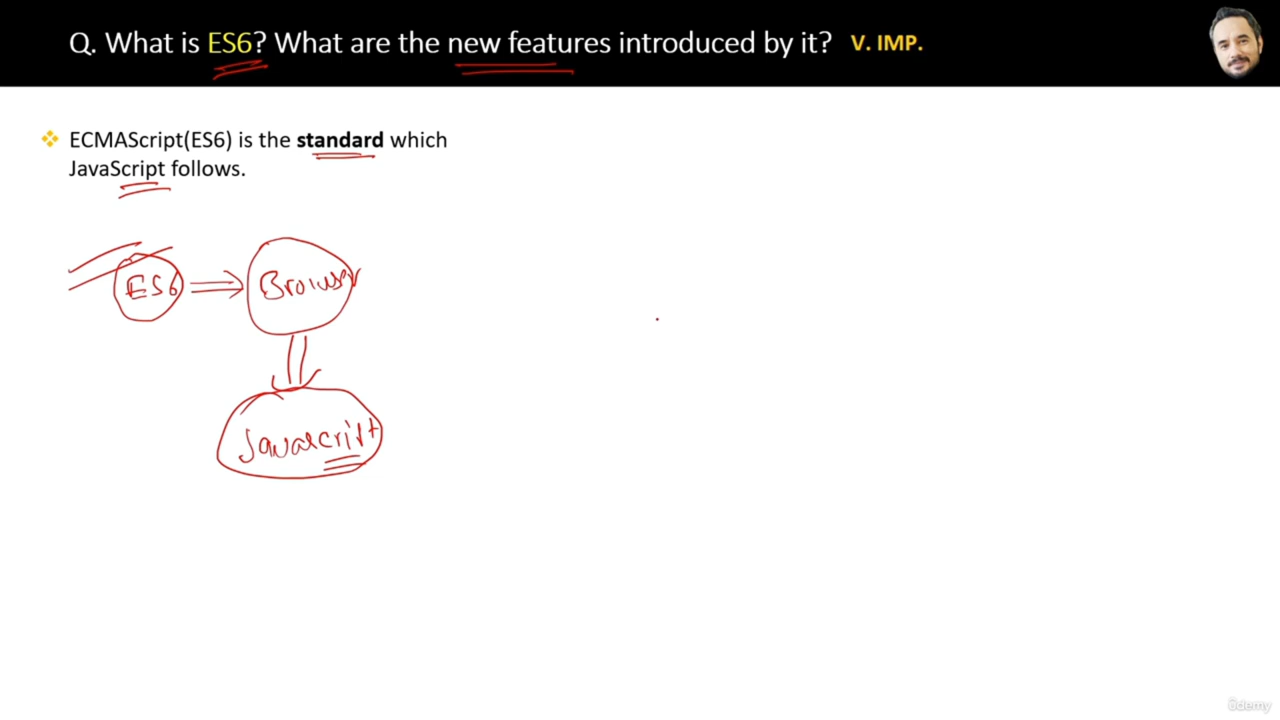 Q. What is ES6? What are the new features introduced by it? V. IMP.
ECMAScript(ES6) is the standard which
JavaScript follows.
ES6
Browser
Javascript
ûdemy